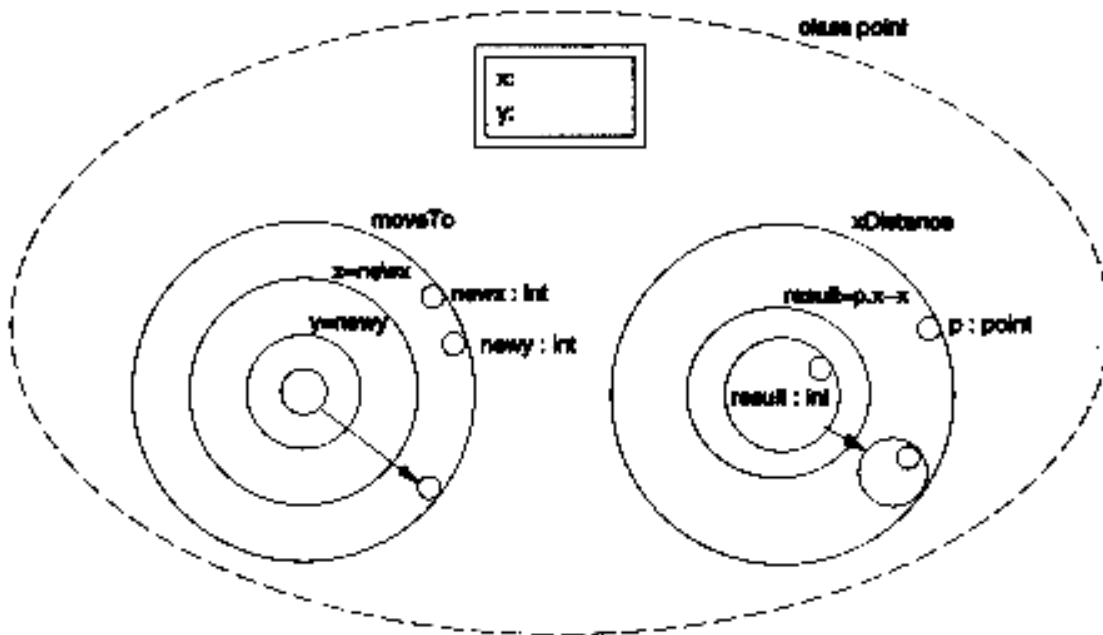 class point
x:
y:
moveTo
xDistance
x=newx
newx : int
result=p.x-x
y=newy
newy : int
p : point
result : int